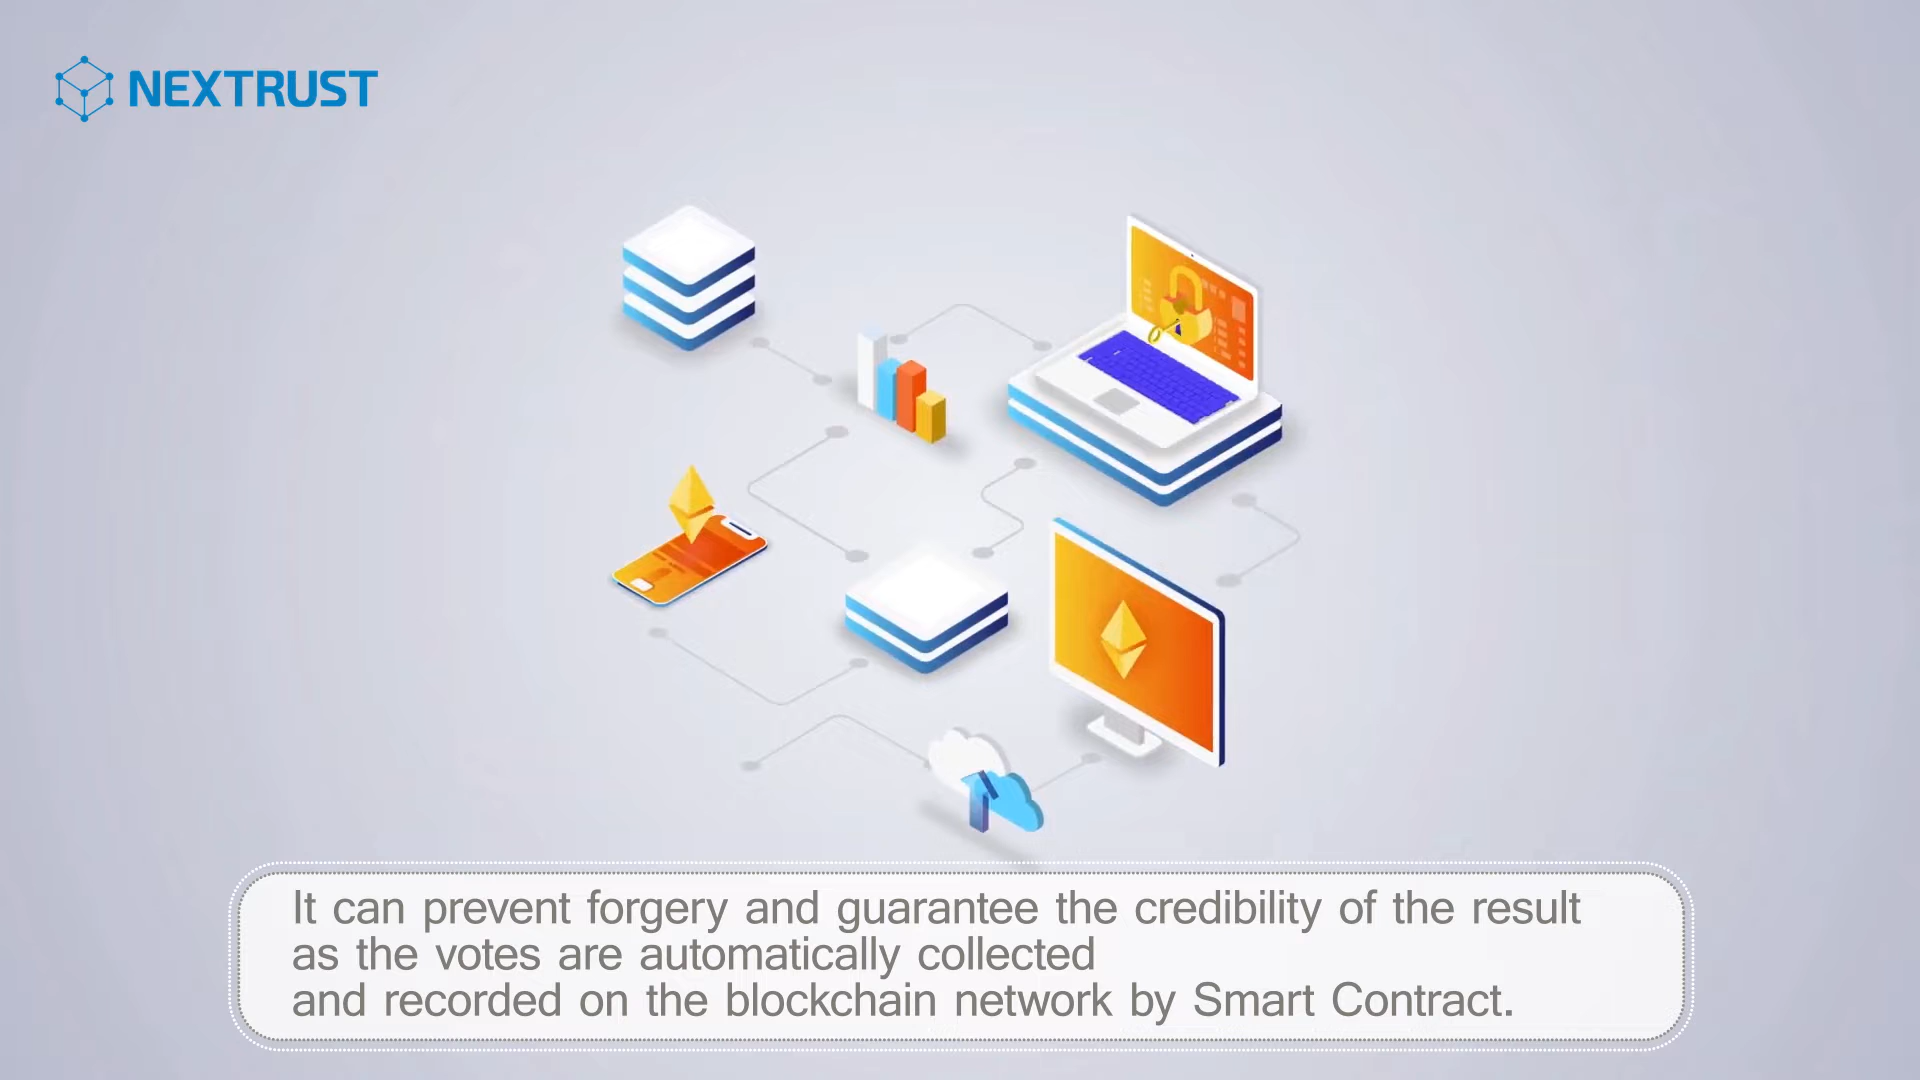 NEXTRUST
It can prevent forgery and guarantee the credibility of the result
as the votes are automatically collected
and recorded on the blockchain network by Smart Contract.